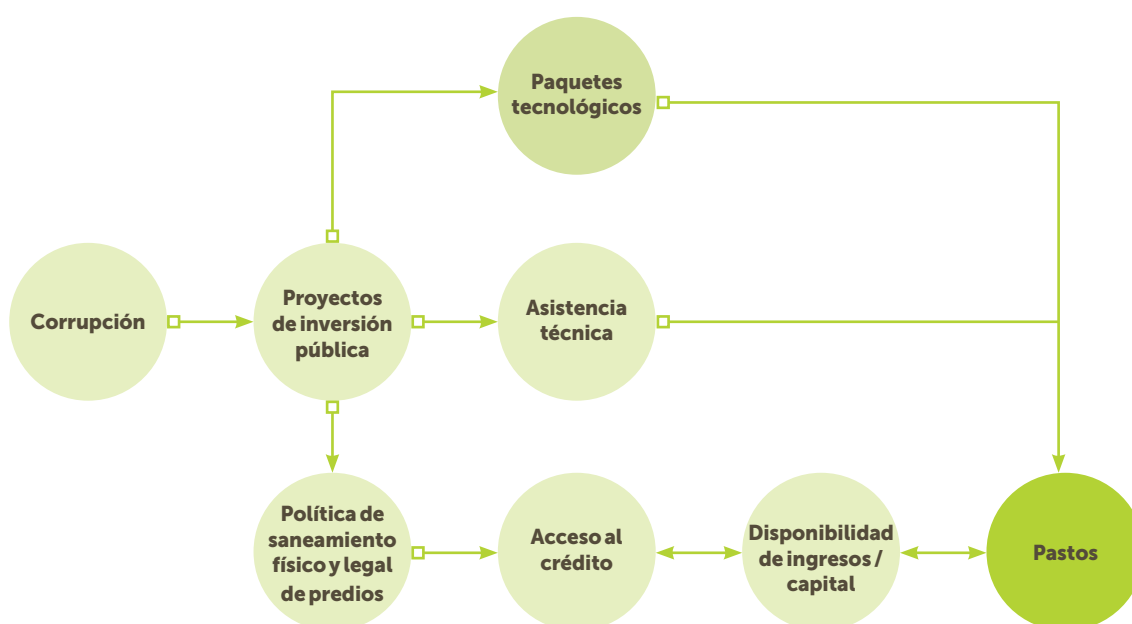 Paquetes
tecnológicos
Corrupción
Proyectos
de inversión
pública
Asistencia
técnica
Política de
saneamiento
físico y legal
de predios
Acceso al
crédito
Disponibilidad
de ingresos /
capital
Pastos